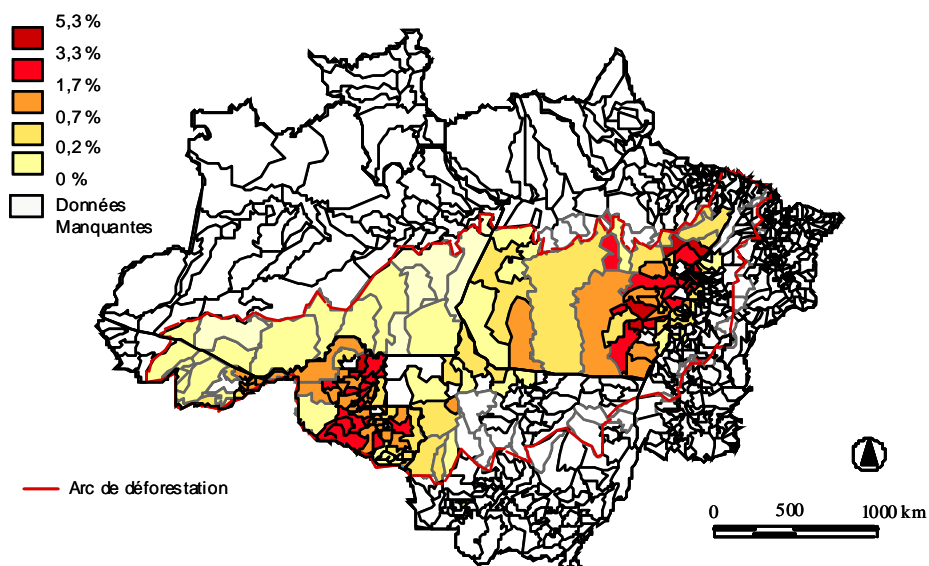 5,3 %
3,3 %
1,7 %
0,7 %
0,2 %
0 %
Données
Manquantes
Arc de déforestation
0 500 1000 km